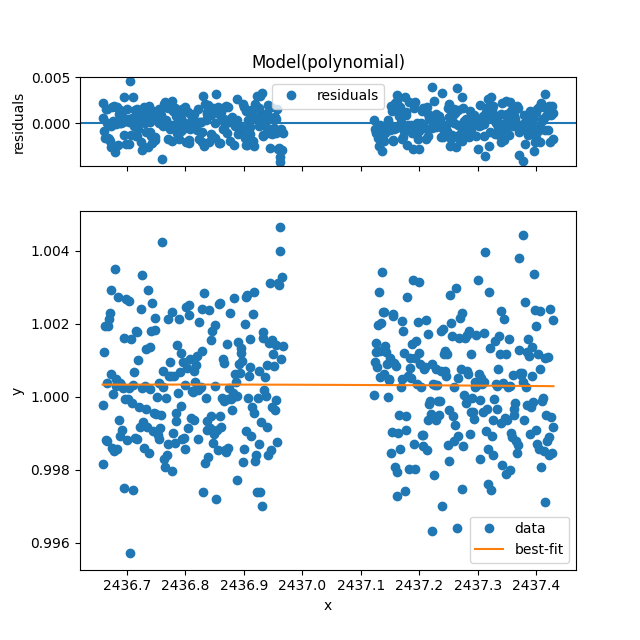 Model(polynomial)
0.005
0.000
residuals
residuals
1.004
1.002
1.000
0.998
0.996
y
data
best-fit
2436.7 2436.8 2436.9 2437.0 2437.1 2437.2 2437.3 2437.4
x